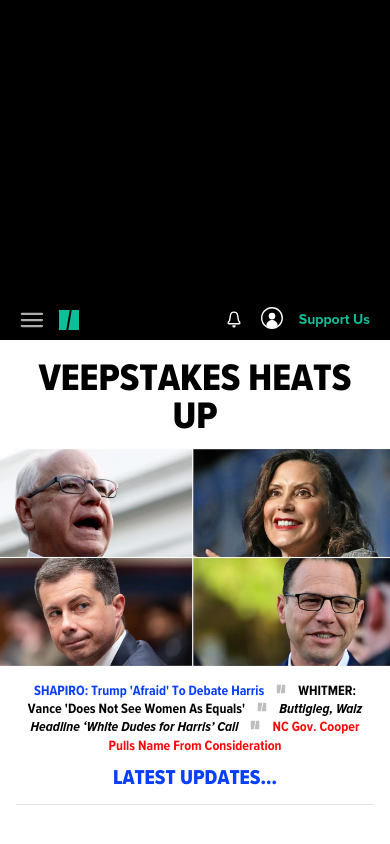 Support Us
VEEPSTAKES HEATS
UP
SHAPIRO: Trump 'Afraid' To Debate Harris WHITMER:
Vance 'Does Not See Women As Equals' Buttigieg, Walz
Headline ‘White Dudes for Harris’ Call NC Gov. Cooper
Pulls Name From Consideration
LATEST UPDATES...